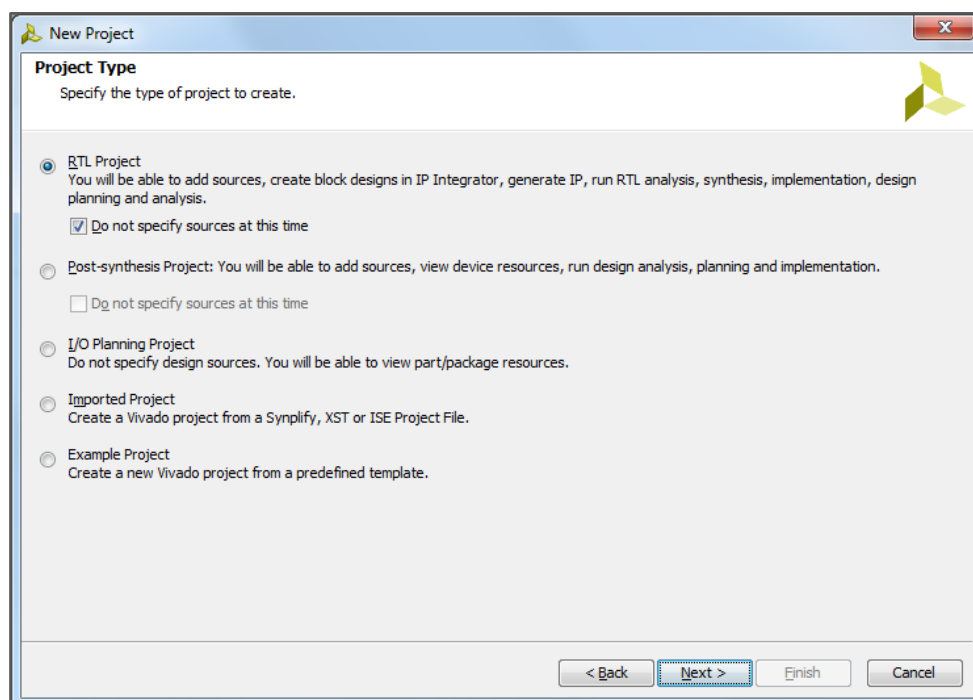 New Project
Project Type
Specify the type of project to create.
RTL Project
You will be able to add sources, create block designs in IP Integrator, generate IP, run RTL analysis, synthesis, implementation, design
planning and analysis.
Do not specify sources at this time
Post-synthesis Project: You will be able to add sources, view device resources, run design analysis, planning and implementation.
Do not specify sources at this time
I/O Planning Project
Do not specify design sources. You will be able to view part/package resources.
Imported Project
Create a Vivado project from a Synplify, XST or ISE Project File.
Example Project
Create a new Vivado project from a predefined template.
< Back Next > Finish Cancel